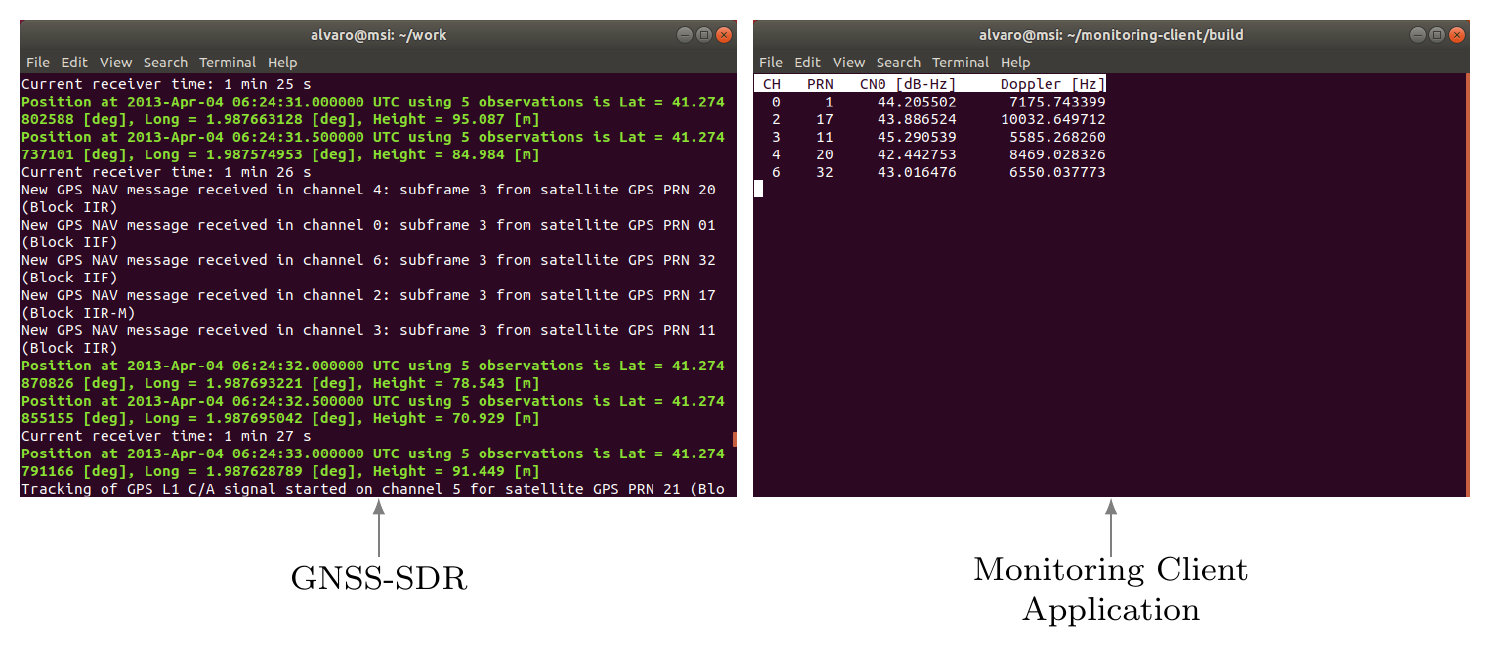 alvaro@msi: ~/work
File Edit View Search Terminal Help
Current receiver time: 1 min 25 s
Position at 2013-Apr-04 06:24:31.000000 UTC using 5 observations is Lat = 41.274
802588 [deg], Long = 1.987663128 [deg], Height = 95.087 [m]
Position at 2013-Apr-04 06:24:31.500000 UTC using 5 observations is Lat = 41.274
737101 [deg], Long = 1.987574953 [deg], Height = 84.984 [m]
Current receiver time: 1 min 26 s
New GPS NAV message received in channel 4: subframe 3 from satellite GPS PRN 20
(Block IIR)
New GPS NAV message received in channel 0: subframe 3 from satellite GPS PRN 01
(Block IIF)
New GPS NAV message received in channel 6: subframe 3 from satellite GPS PRN 32
(Block IIF)
New GPS NAV message received in channel 2: subframe 3 from satellite GPS PRN 17
(Block IIR-M)
New GPS NAV message received in channel 3: subframe 3 from satellite GPS PRN 11
(Block IIR)
Position at 2013-Apr-04 06:24:32.000000 UTC using 5 observations is Lat = 41.274
870826 [deg], Long = 1.987693221 [deg], Height = 78.543 [m]
Position at 2013-Apr-04 06:24:32.500000 UTC using 5 observations is Lat = 41.274
855155 [deg], Long = 1.987695042 [deg], Height = 70.929 [m]
Current receiver time: 1 min 27 s
Position at 2013-Apr-04 06:24:33.000000 UTC using 5 observations is Lat = 41.274
791166 [deg], Long = 1.987628789 [deg], Height = 91.449 [m]
Tracking of GPS L1 C/A signal started on channel 5 for satellite GPS PRN 21 (Blo
GNSS-SDR
alvaro@msi: ~/monitoring-client/build
File Edit View Search Terminal Help
CH PRN CN0 [dB-Hz] Doppler [Hz]
0 1 44.205502 7175.743399
2 17 43.886524 10032.649712
3 11 45.290539 5585.268260
4 20 42.442753 8469.028326
6 32 43.016476 6550.037773
Monitoring Client
Application